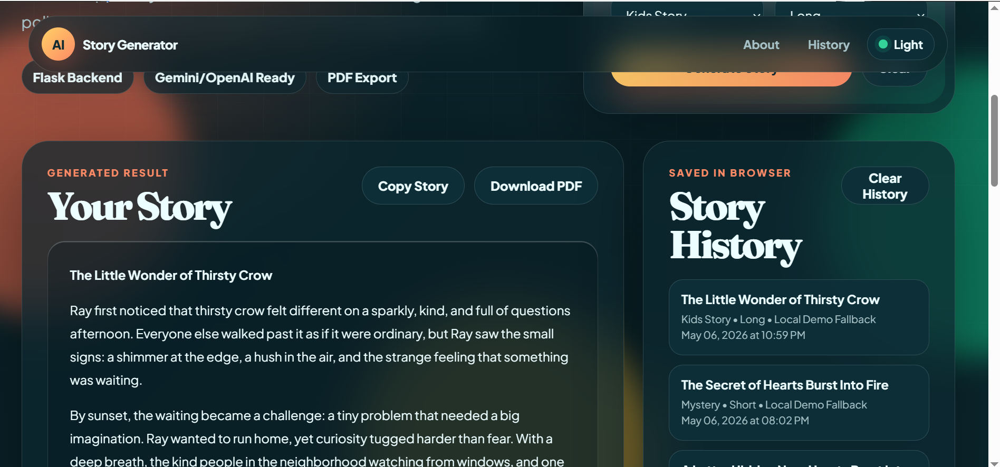 Kids Story
Long
AI
Story Generator
About
History
Light
Flask Backend
Gemini/OpenAI Ready
PDF Export
Generate Story
Clear
GENERATED RESULT
Your Story
Copy Story
Download PDF
The Little Wonder of Thirsty Crow
Ray first noticed that thirsty crow felt different on a sparkly, kind, and full of questions
afternoon. Everyone else walked past it as if it were ordinary, but Ray saw the small
signs: a shimmer at the edge, a hush in the air, and the strange feeling that something
was waiting.
By sunset, the waiting became a challenge: a tiny problem that needed a big
imagination. Ray wanted to run home, yet curiosity tugged harder than fear. With a
deep breath, the kind people in the neighborhood watching from windows, and one
SAVED IN BROWSER
Story
History
Clear
History
The Little Wonder of Thirsty Crow
Kids Story • Long • Local Demo Fallback
May 06, 2026 at 10:59 PM
The Secret of Hearts Burst Into Fire
Mystery • Short • Local Demo Fallback
May 06, 2026 at 08:02 PM